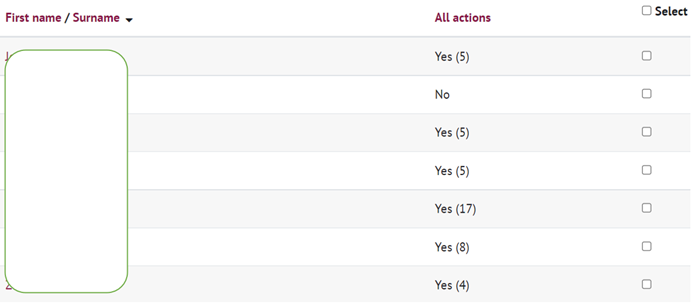 First name / Surname All actions Select
Yes (5)
No
Yes (5)
Yes (5)
Yes (17)
Yes (8)
Yes (4)